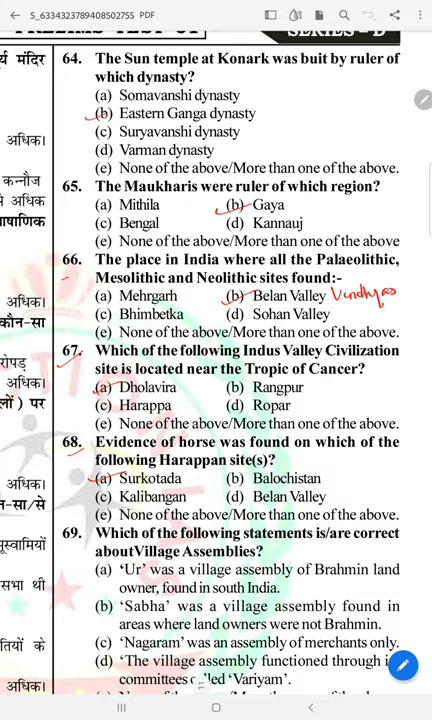 S_6334323789408502755
PDF
PRELIMS TEST-01
SERIES - D
र्य मंदिर
64. The Sun temple at Konark was buit by ruler of
which dynasty?
(a) Somavanshi dynasty
(b) Eastern Ganga dynasty
(c) Suryavanshi dynasty
अधिक।
(d) Varman dynasty
(e) None of the above/More than one of the above.
कन्नौज
65. The Maukharis were ruler of which region?
से अधिक
(a) Mithila (b) Gaya
षाणिक
(c) Bengal (d) Kannauj
(e) None of the above/More than one of the above
66. The place in India where all the Palaeolithic,
Mesolithic and Neolithic sites found:-
अधिक।
(a) Mehrgarh (b) Belan Valley Vindhyas
कौन-सा
(c) Bhimbetka (d) Sohan Valley
(e) None of the above/More than one of the above.
रोपड़
67. Which of the following Indus Valley Civilization
site is located near the Tropic of Cancer?
अधिक।
(a) Dholavira (b) Rangpur
लों) पर
(c) Harappa (d) Ropar
(e) None of the above/More than one of the above.
68. Evidence of horse was found on which of the
following Harappan site(s)?
अधिक।
(a) Surkotada (b) Balochistan
न-सा/से
(c) Kalibangan (d) Belan Valley
(e) None of the above/More than one of the above.
69. Which of the following statements is/are correct
about Village Assemblies?
सूस्वामियों
(a) ‘Ur’ was a village assembly of Brahmin land
owner, found in south India.
सभा थी
(b) ‘Sabha’ was a village assembly found in
areas where land owners were not Brahmin.
तियों के
(c) ‘Nagaram’ was an assembly of merchants only.
(d) ‘The village assembly functioned through
committees called ‘Variyam’.
अधिक।